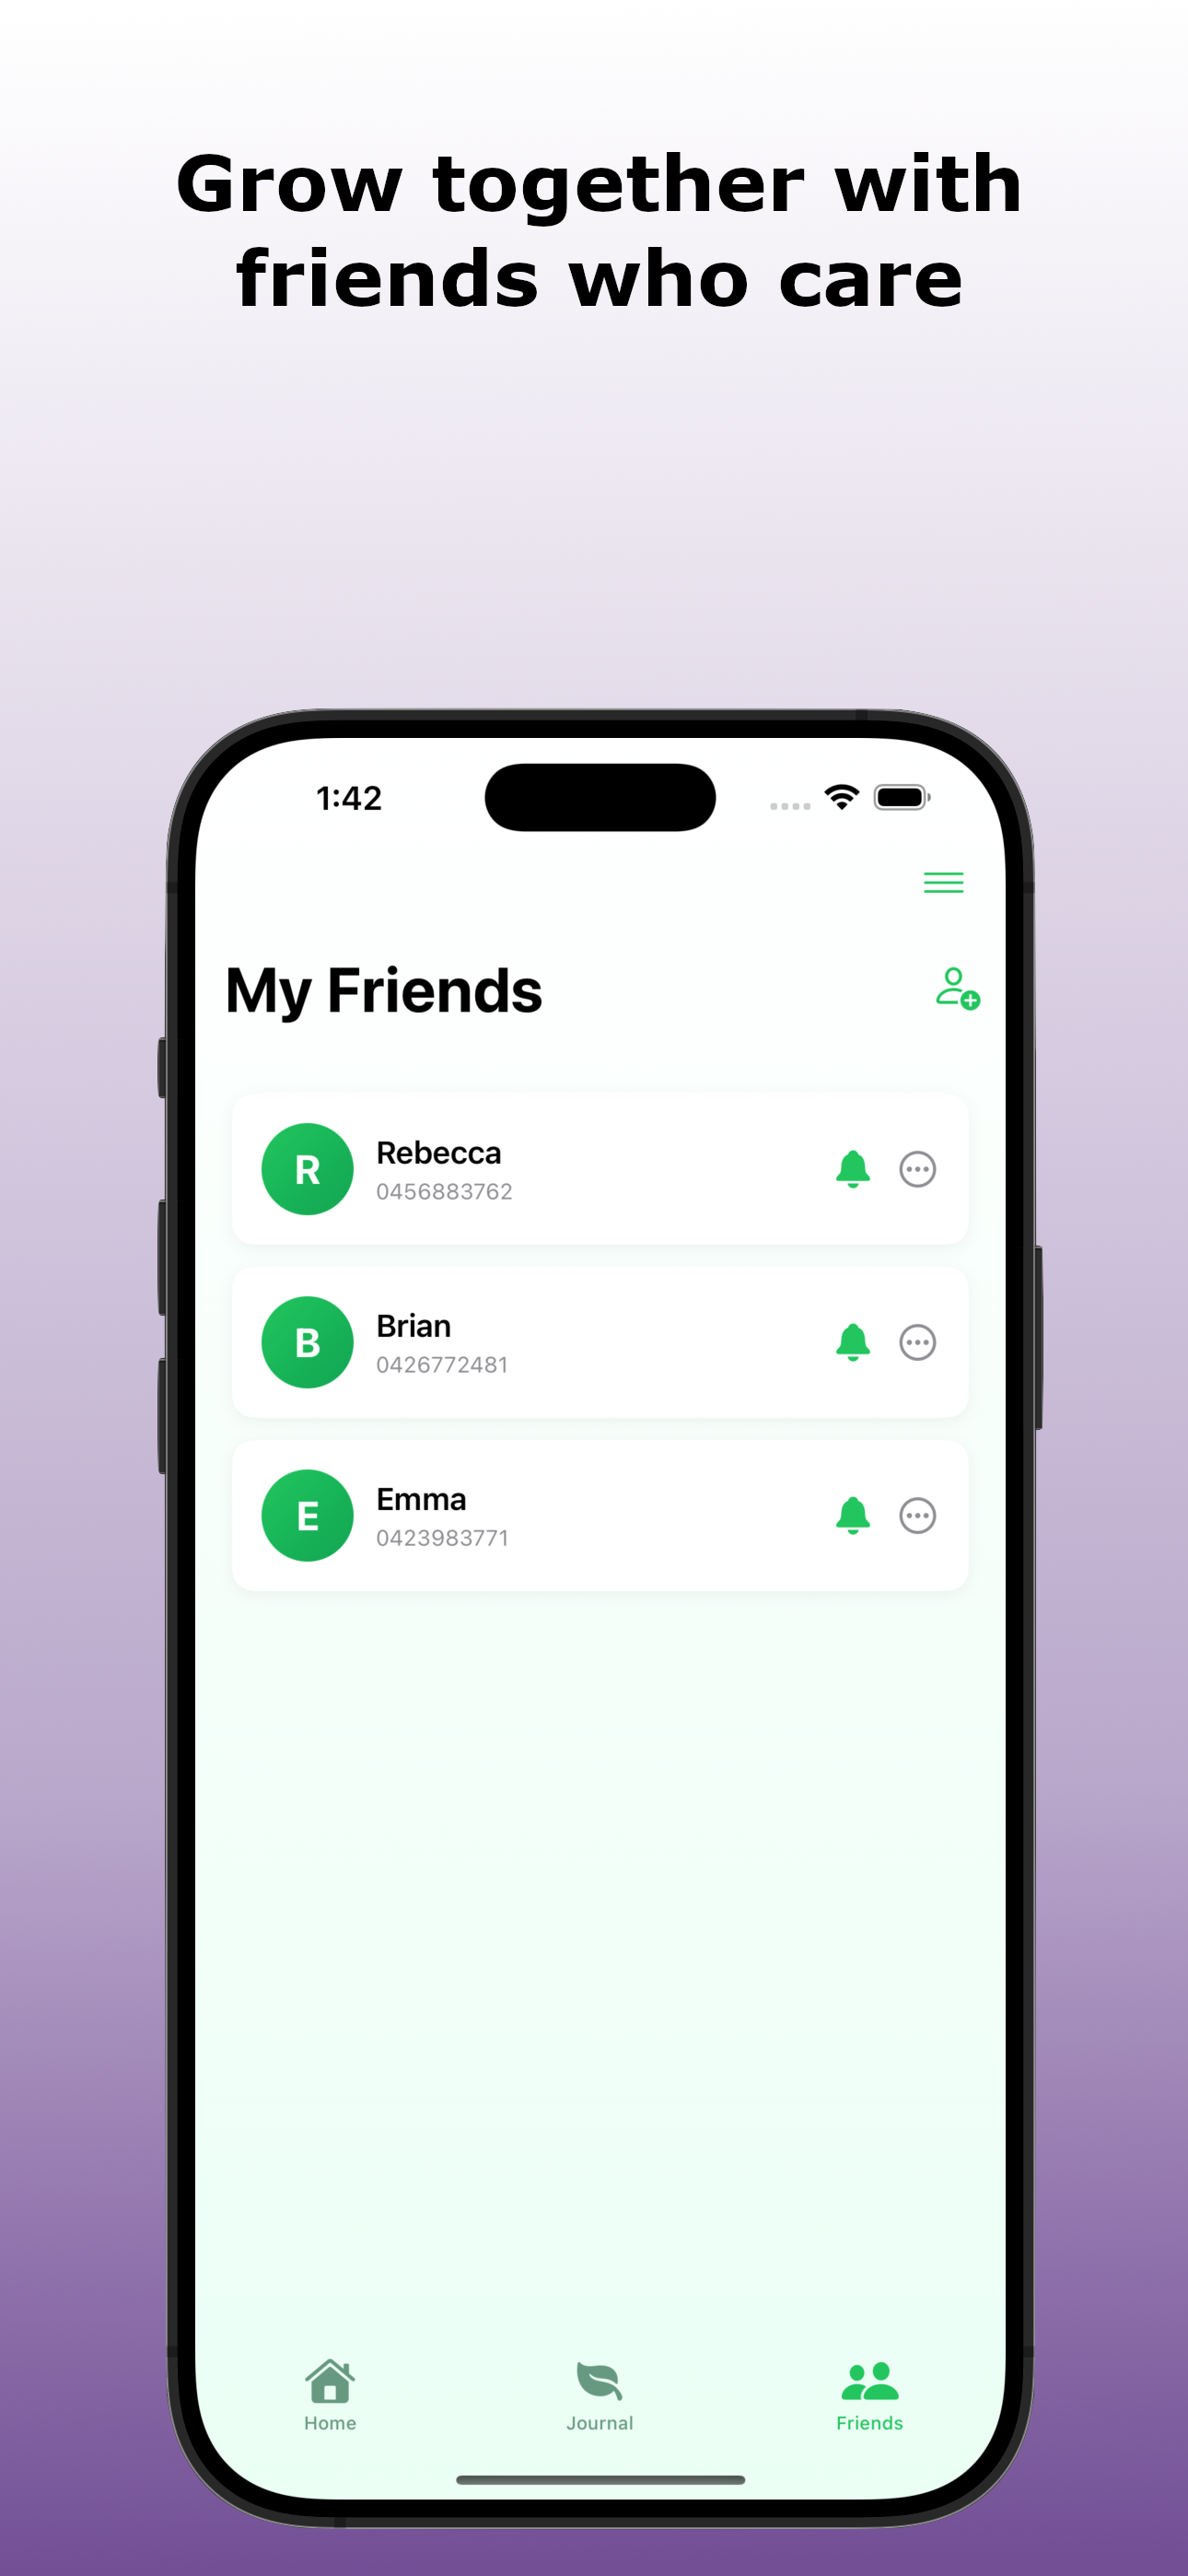 Grow together with
friends who care
1:42
My Friends
R
Rebecca
0456883762
B
Brian
0426772481
E
Emma
0423983771
Home
Journal
Friends